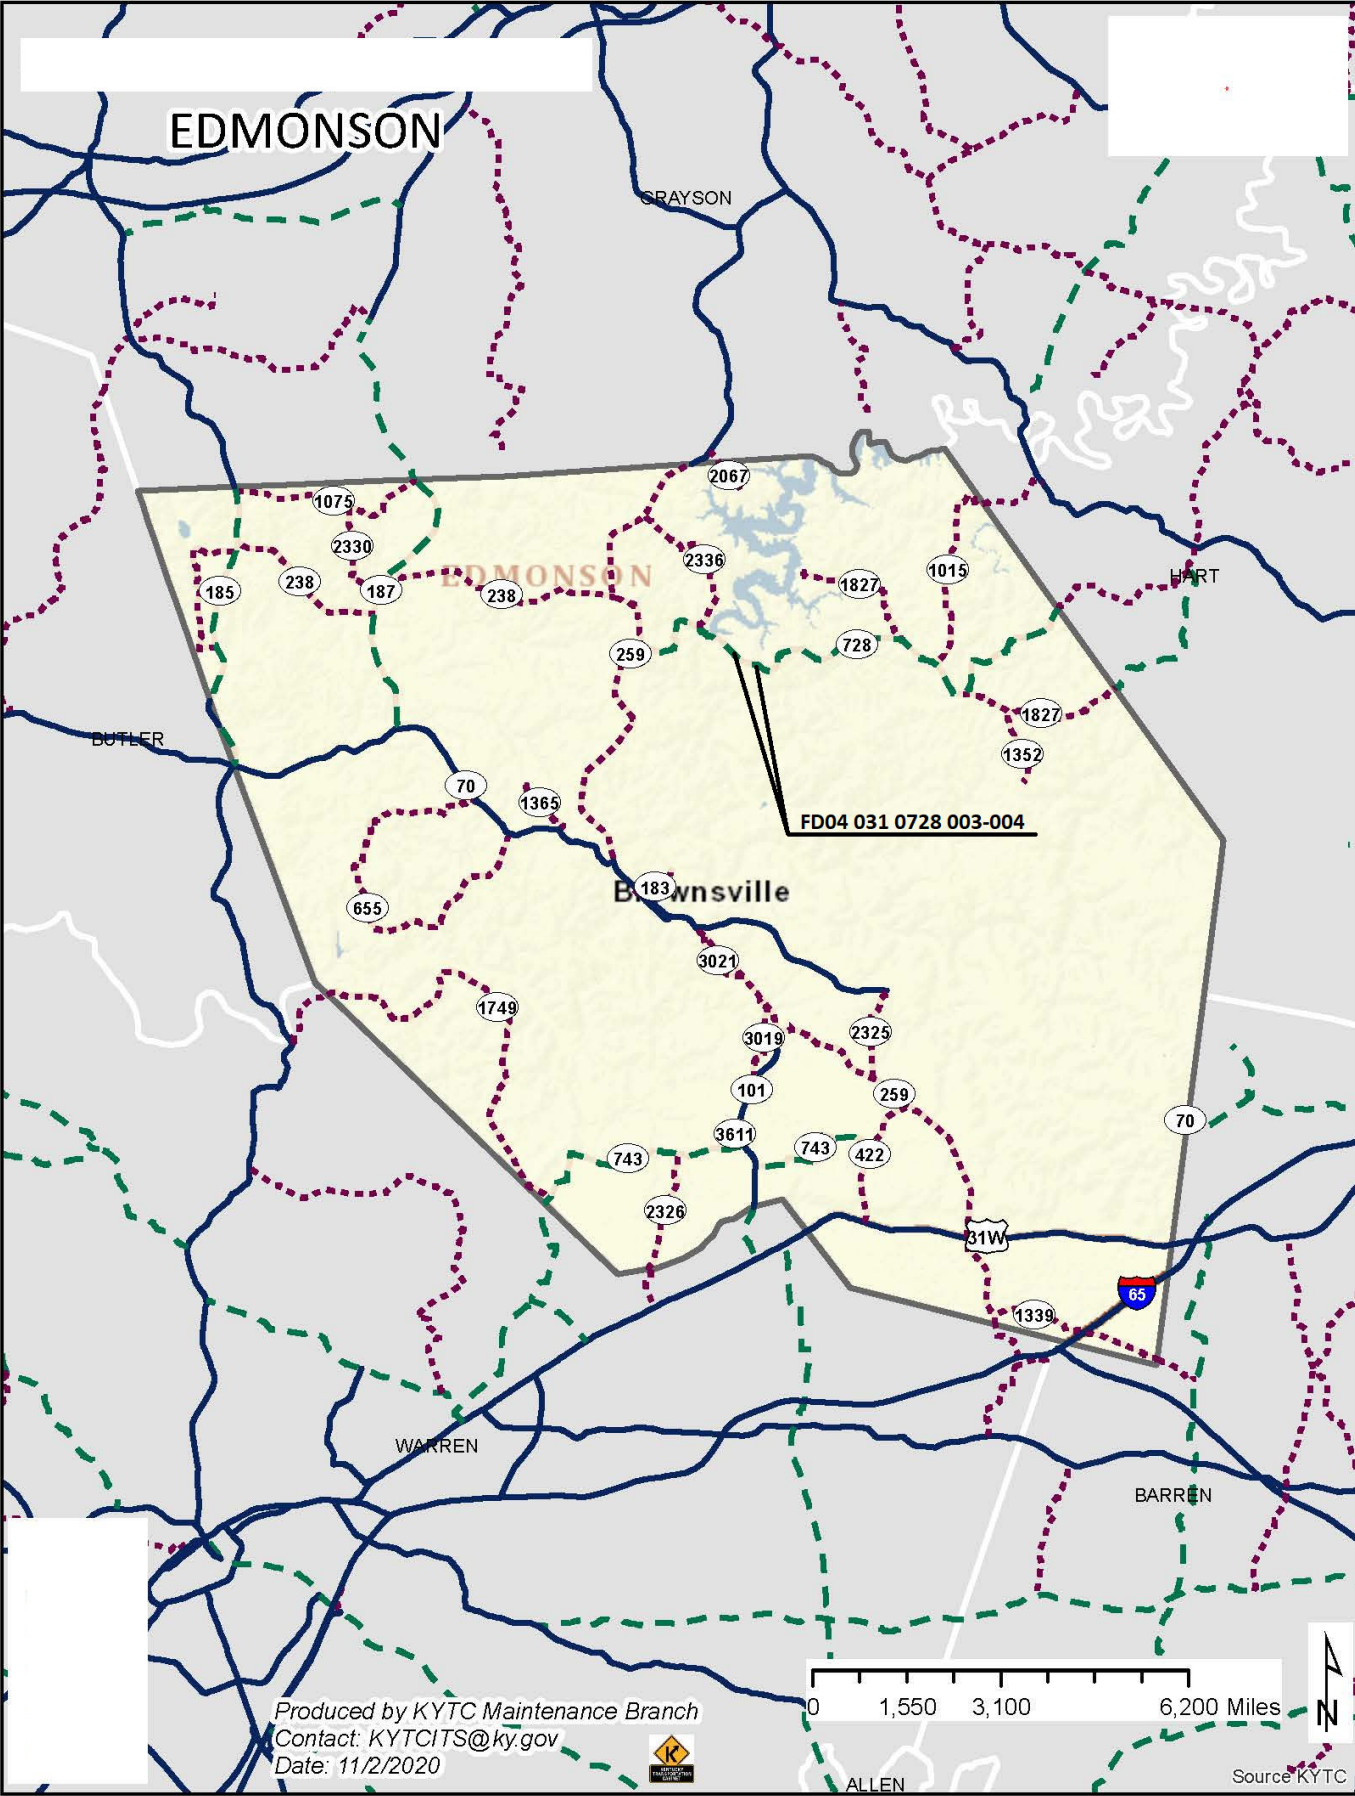 EDMONSON
GRAYSON
2067
1075
2330
EDMONSON
2336
1015
HART
185
238
187
238
1827
259
728
1827
1352
BUTLER
70
1365
FD04 031 0728 003-004
183
655
3021
1749
3019
2325
101
259
70
3611
743
743
422
2326
31W
65
1339
WARREN
BARREN
0 1,550 3,100 6,200 Miles
N
Produced by KYTC Maintenance Branch
Contact: KYTCITS@ky.gov
Date: 11/2/2020
K
KENTUCKY
TRANSPORTATION
CABINET
ALLEN
Source KYTC